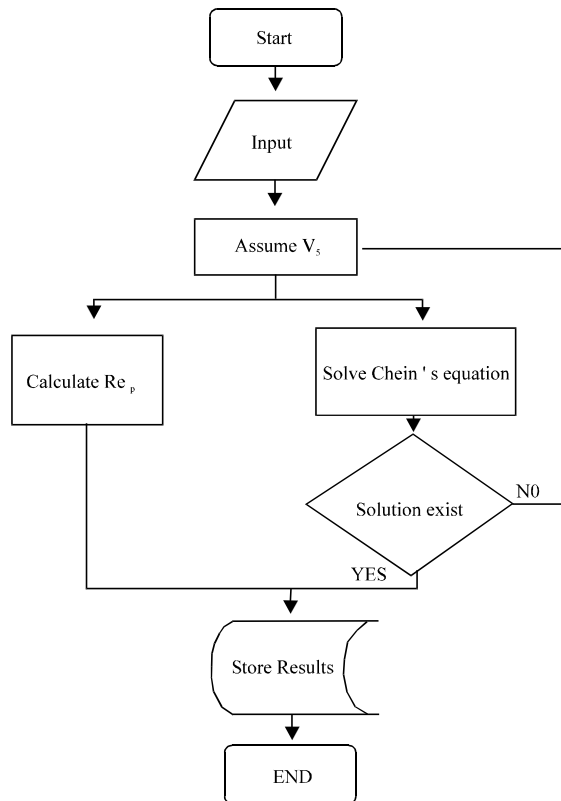 Start
Input
Assume V₅
Calculate Re ₚ
Solve Chein ' s equation
Solution exist
N0
YES
Store Results
END